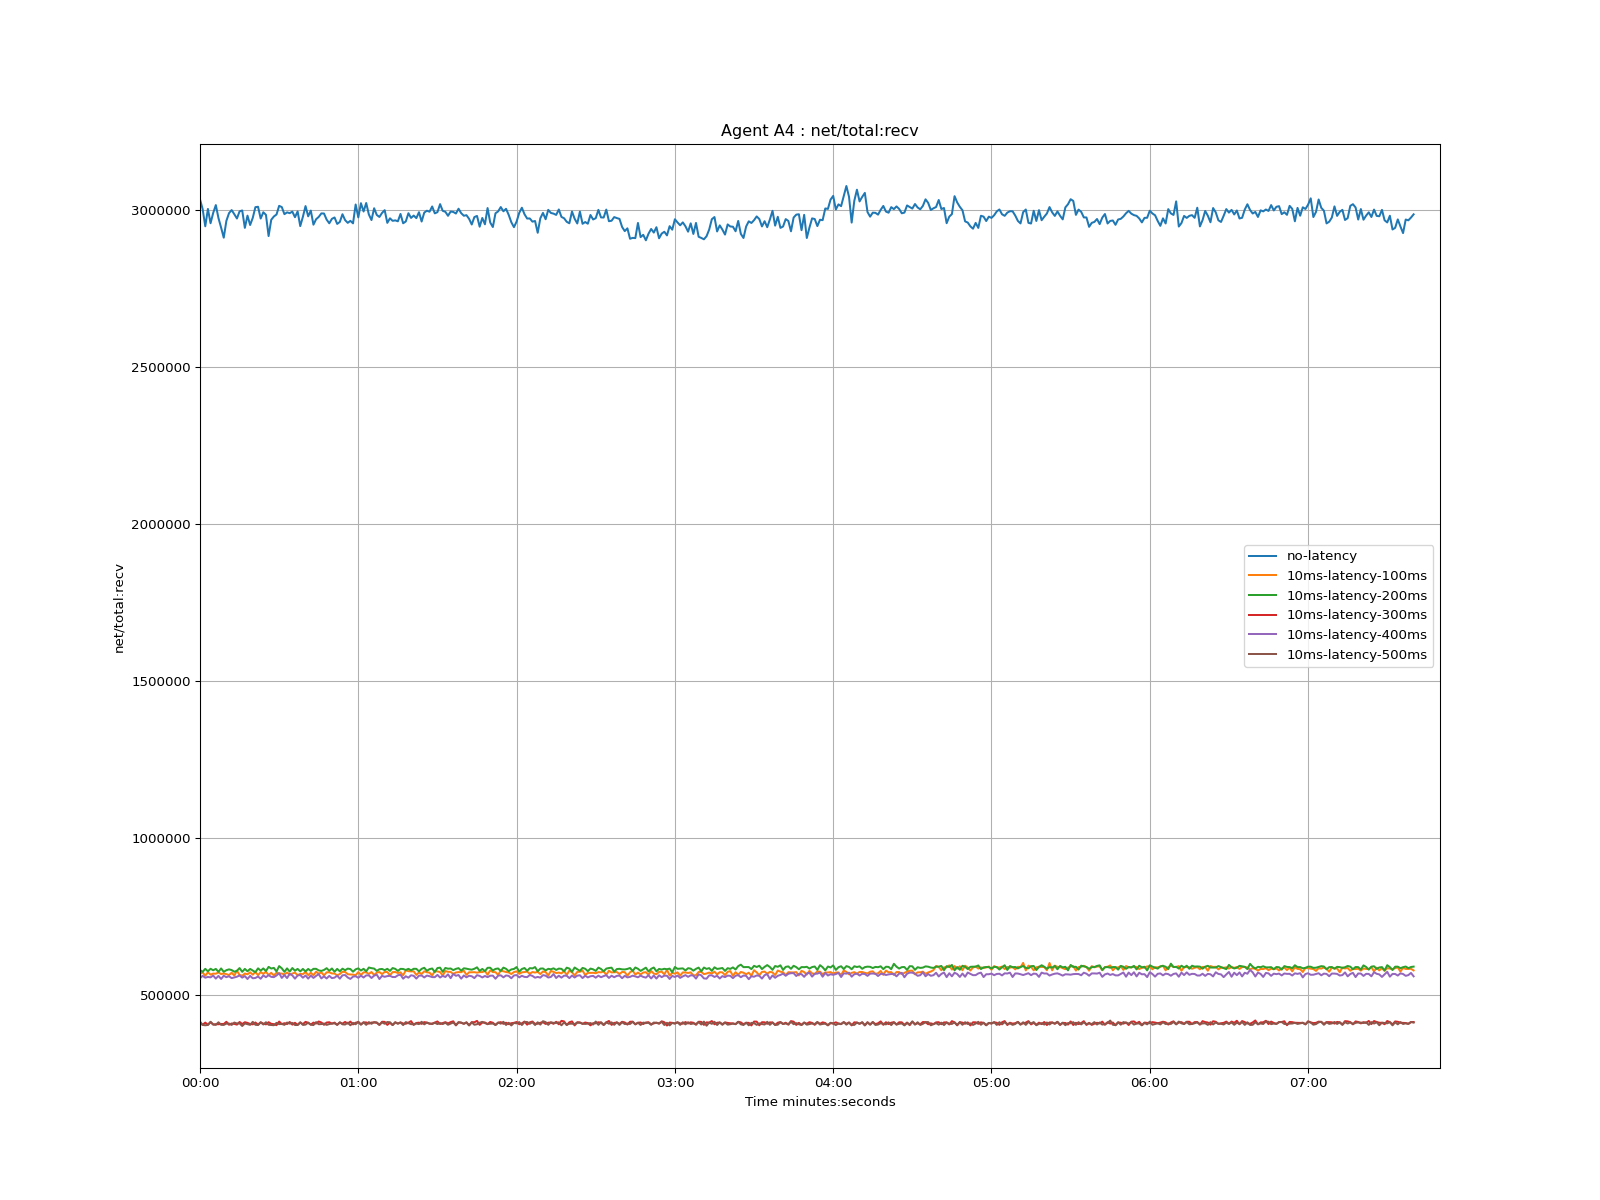 Agent A4 : net/total:recv
3000000
2500000
2000000
1500000
1000000
500000
net/total:recv
no-latency
10ms-latency-100ms
10ms-latency-200ms
10ms-latency-300ms
10ms-latency-400ms
10ms-latency-500ms
00:00 01:00 02:00 03:00 04:00 05:00 06:00 07:00
Time minutes:seconds